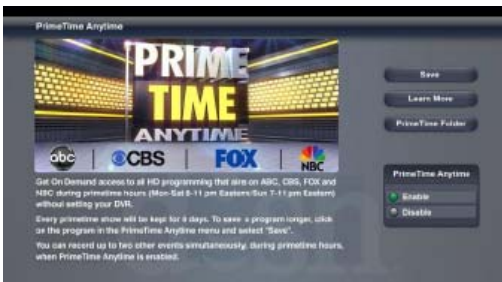 PrimeTime Anytime
PRIME
TIME
ANYTIME
abc CBS FOX NBC
Save
Learn More
PrimeTime Folder
Get On Demand access to all HD programming that airs on ABC, CBS, FOX and
NBC during primetime hours (Mon-Sat 8-11 pm Eastern/Sun 7-11 pm Eastern)
without setting your DVR.
Every primetime show will be kept for 8 days. To save a program longer, click
on the program in the PrimeTime Anytime menu and select "Save".
You can record up to two other events simultaneously, during primetime hours,
when PrimeTime Anytime is enabled.
PrimeTime Anytime
Enable
Disable